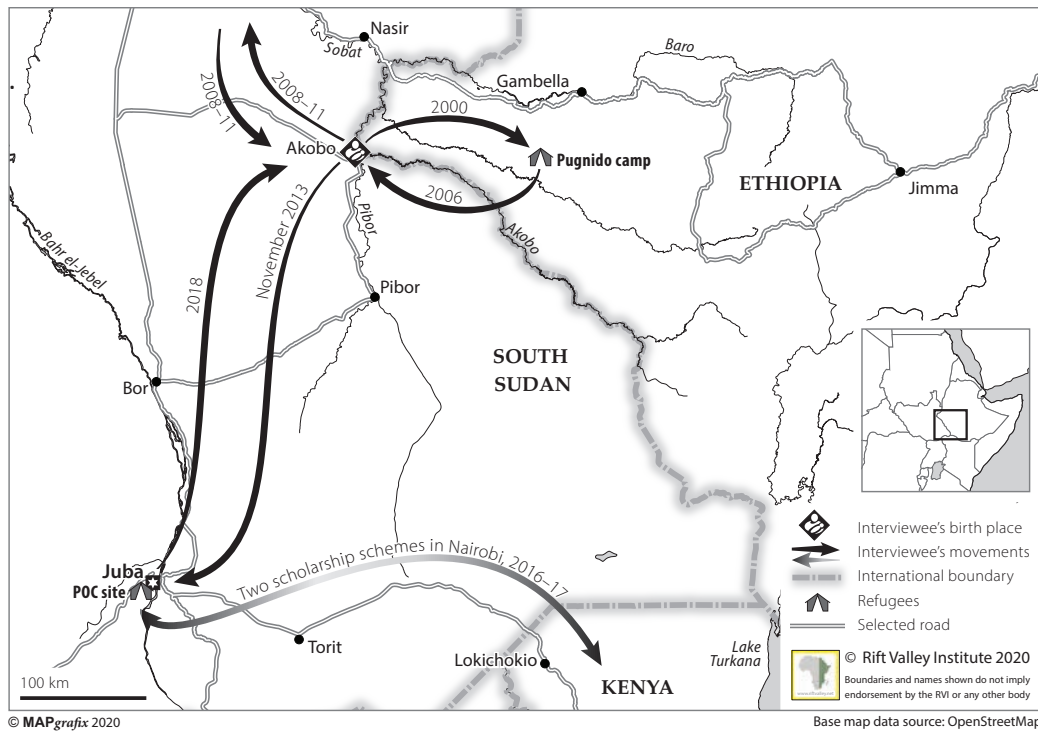 Nasir
Sobat
Baro
Gambella
2008–11
2008–11
2000
Akobo
Pugnido camp
ETHIOPIA
Jimma
2006
Pibor
Akobo
November 2013
Bahr el-Jebel
2018
Pibor
SOUTH
SUDAN
Bor
Juba
POC site
Two scholarship schemes in Nairobi, 2016–17
Torit
Lokichokio
KENYA
Lake
Turkana
100 km
Interviewee's birth place
Interviewee's movements
International boundary
Refugees
Selected road
© Rift Valley Institute 2020
Boundaries and names shown do not imply
endorsement by the RVI or any other body
© MAPgrafix 2020
Base map data source: OpenStreetMap